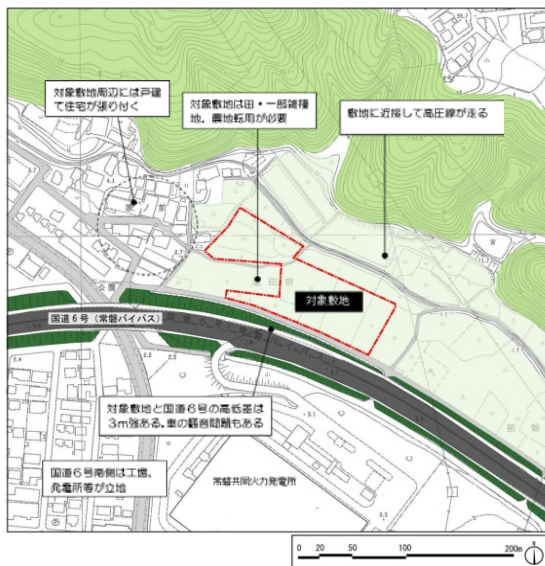 対象敷地周辺には戸建
て住宅が張り付く
対象敷地は田・一部雑種
地。農地転用が必要
敷地に近接して高圧線が走る
対象敷地
公園
国道6号(常磐バイパス)
対象敷地と国道6号の高低差は
3m強ある。車の騒音問題もある
国道6号南側は工場、
発電所等が立地
常磐共同火力発電所
0 20 50 100 200m
N